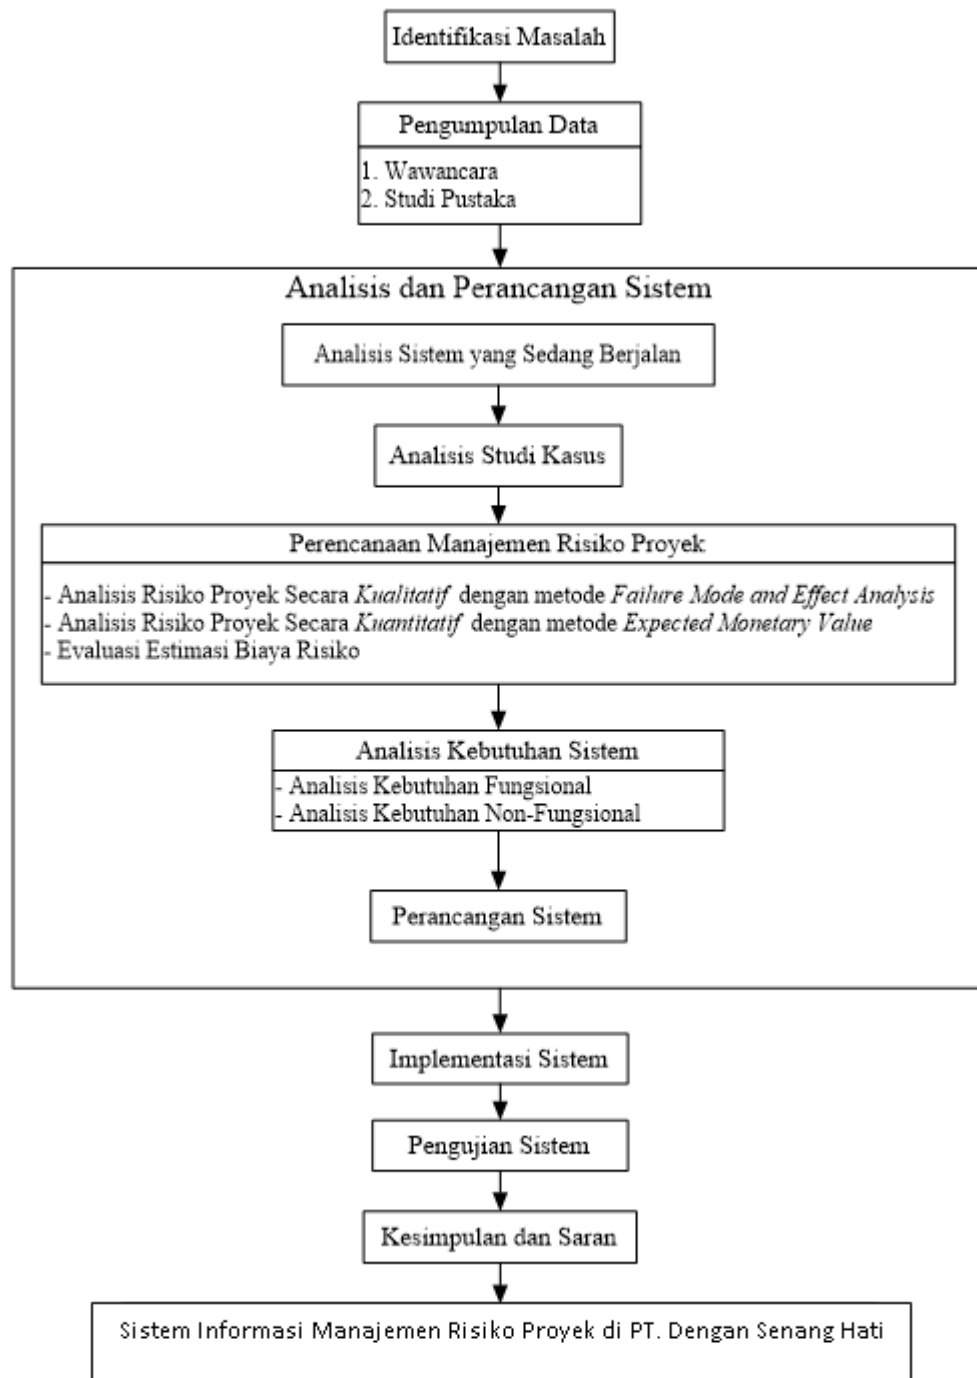 Identifikasi Masalah
Pengumpulan Data
1. Wawancara
2. Studi Pustaka
Analisis dan Perancangan Sistem
Analisis Sistem yang Sedang Berjalan
Analisis Studi Kasus
Perencanaan Manajemen Risiko Proyek
- Analisis Risiko Proyek Secara Kualitatif dengan metode Failure Mode and Effect Analysis
- Analisis Risiko Proyek Secara Kuantitatif dengan metode Expected Monetary Value
- Evaluasi Estimasi Biaya Risiko
Analisis Kebutuhan Sistem
- Analisis Kebutuhan Fungsional
- Analisis Kebutuhan Non-Fungsional
Perancangan Sistem
Implementasi Sistem
Pengujian Sistem
Kesimpulan dan Saran
Sistem Informasi Manajemen Risiko Proyek di PT. Dengan Senang Hati